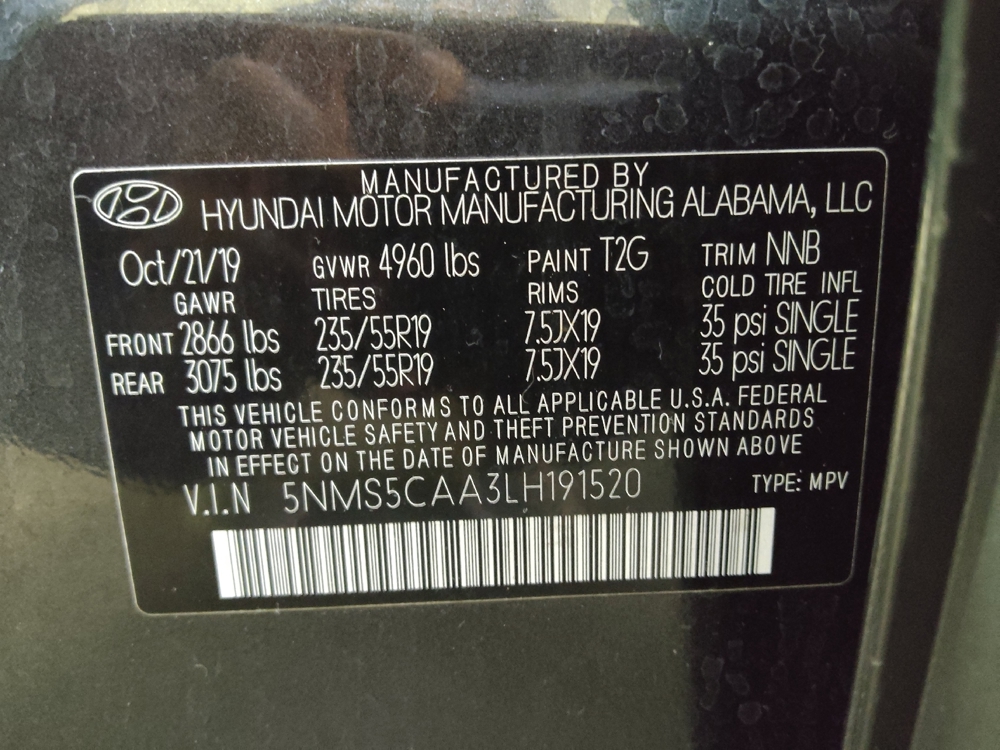 MANUFACTURED BY
HYUNDAI MOTOR MANUFACTURING ALABAMA, LLC
Oct/21/19 GVWR 4960 lbs PAINT T2G TRIM NNB
GAWR TIRES RIMS COLD TIRE INFL
FRONT 2866 lbs 235/55R19 7.5JX19 35 psi SINGLE
REAR 3075 lbs 235/55R19 7.5JX19 35 psi SINGLE
THIS VEHICLE CONFORMS TO ALL APPLICABLE U.S.A. FEDERAL
MOTOR VEHICLE SAFETY AND THEFT PREVENTION STANDARDS
IN EFFECT ON THE DATE OF MANUFACTURE SHOWN ABOVE
V.I.N 5NMS5CAA3LH191520 TYPE: MPV